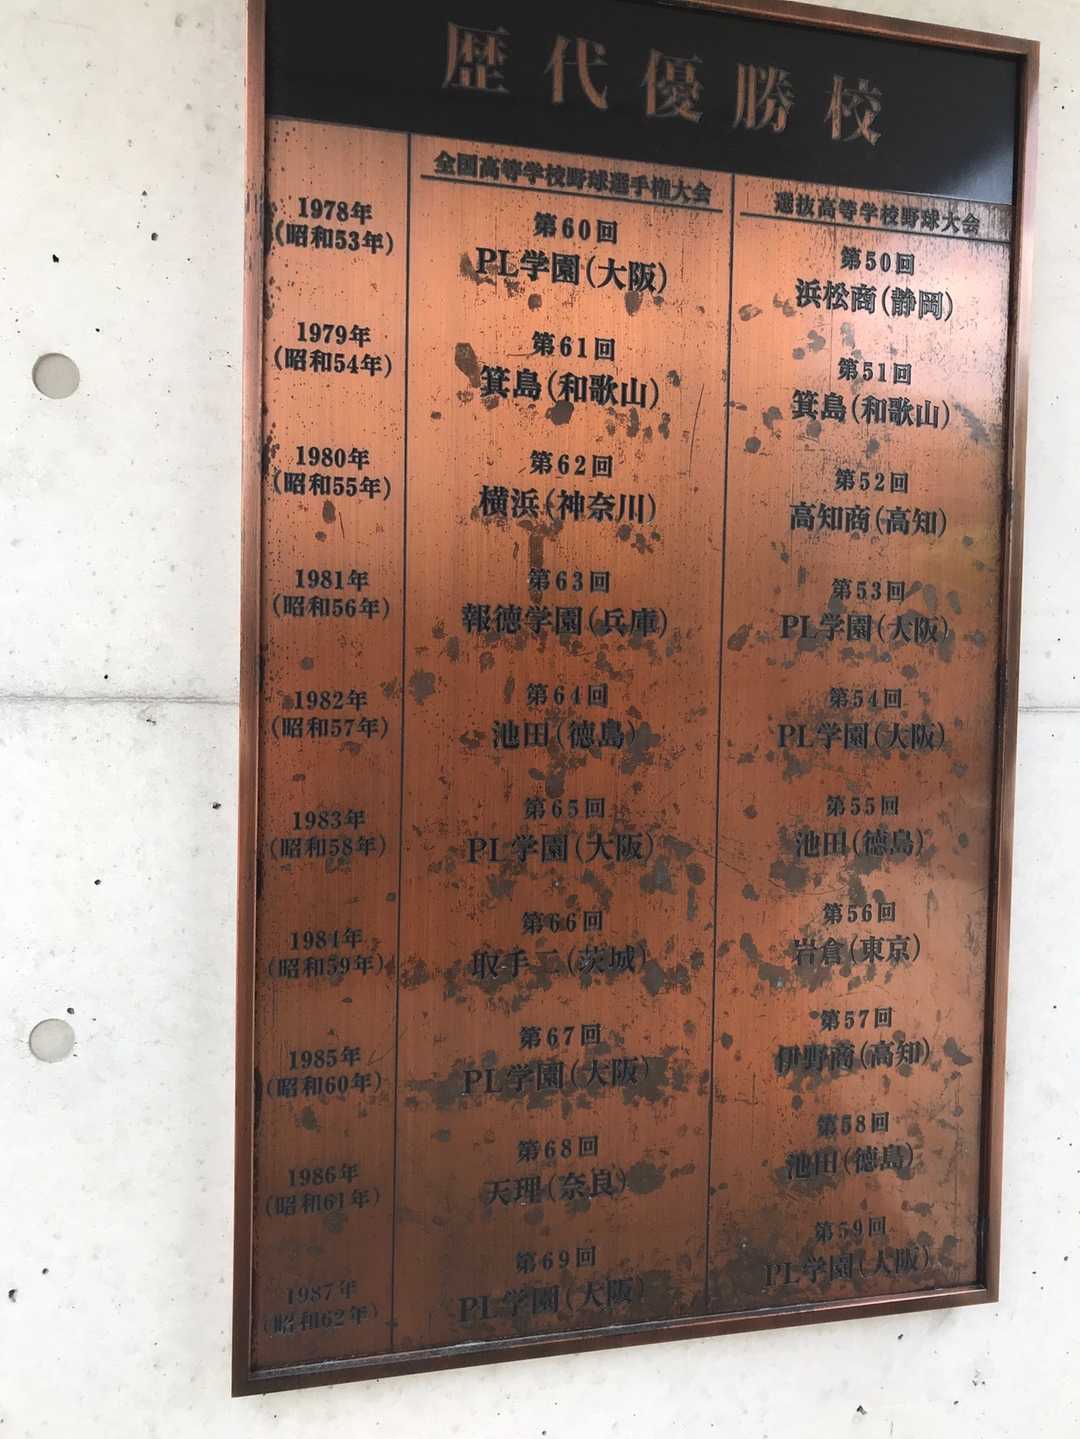 歴代優勝校
全国高等学校野球選手権大会
選抜高等学校野球大会
1978年
(昭和53年)
第60回
PL学園(大阪)
第50回
浜松商(静岡)
1979年
(昭和54年)
第61回
箕島(和歌山)
第51回
箕島(和歌山)
1980年
(昭和55年)
第62回
横浜(神奈川)
第52回
高知商(高知)
1981年
(昭和56年)
第63回
報徳学園(兵庫)
第53回
PL学園(大阪)
1982年
(昭和57年)
第64回
池田(徳島)
第54回
PL学園(大阪)
1983年
(昭和58年)
第65回
PL学園(大阪)
第55回
池田(徳島)
1984年
(昭和59年)
第66回
取手二(茨城)
第56回
岩倉(東京)
1985年
(昭和60年)
第67回
PL学園(大阪)
第57回
伊野商(高知)
1986年
(昭和61年)
第68回
天理(奈良)
第58回
池田(徳島)
1987年
(昭和62年)
第69回
PL学園(大阪)
第59回
PL学園(大阪)